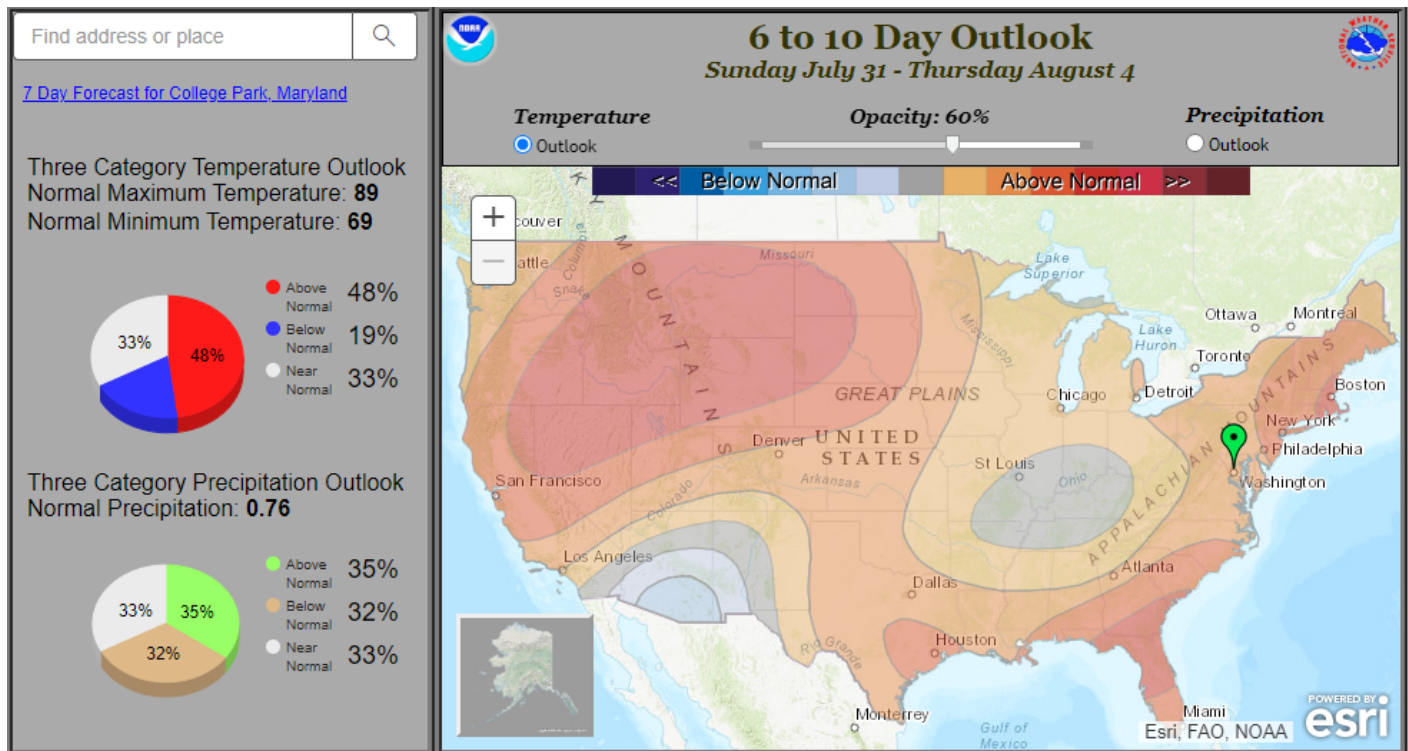 Find address or place
7 Day Forecast for College Park, Maryland
Three Category Temperature Outlook
Normal Maximum Temperature: 89
Normal Minimum Temperature: 69
33%
48%
Above Normal 48%
Below Normal 19%
Near Normal 33%
Three Category Precipitation Outlook
Normal Precipitation: 0.76
33%
35%
32%
Above Normal 35%
Below Normal 32%
Near Normal 33%
NOAA
6 to 10 Day Outlook
Sunday July 31 - Thursday August 4
NATIONAL WEATHER SERVICE
Temperature
Outlook
Opacity: 60%
Precipitation
Outlook
<< Below Normal
Above Normal >>
+
−
couver
attle
Columbia
Snake
K Y
M O U N T A I N S
Missouri
Lake
Superior
Mississippi
Ottawa
Montreal
Lake
Huron
Toronto
GREAT PLAINS
Chicago
Detroit
Boston
New York
Denver
UNITED
STATES
St Louis
Ohio
Philadelphia
Washington
APPALACHIAN MOUNTAINS
San Francisco
Colorado
Arkansas
Los Angeles
Dallas
Atlanta
Houston
Rio Grande
Monterrey
Gulf of
Mexico
Miami
Esri, FAO, NOAA
POWERED BY
esri